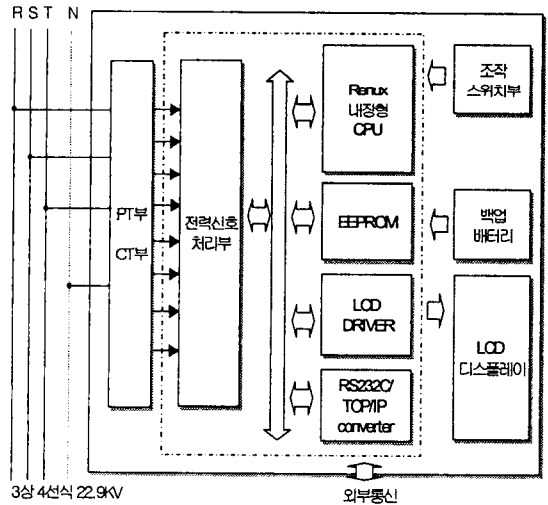 R S T N
PT부
CT부
전력신호
처리부
Renux
내장형
CPU
조작
스위치부
EEPROM
백업
배터리
LCD
DRIVER
LCD
디스플레이
RS232C/
TCP/IP
converter
3상 4선식 22.9KV
외부통신